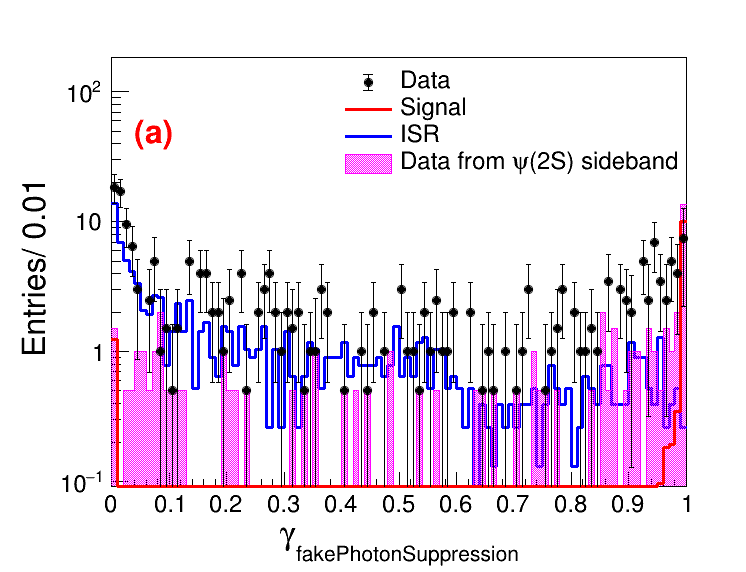 (a)
Data
Signal
ISR
Data from ψ(2S) sideband
Entries/ 0.01
10²
10
1
10⁻¹
0 0.1 0.2 0.3 0.4 0.5 0.6 0.7 0.8 0.9 1
γ_fakePhotonSuppression